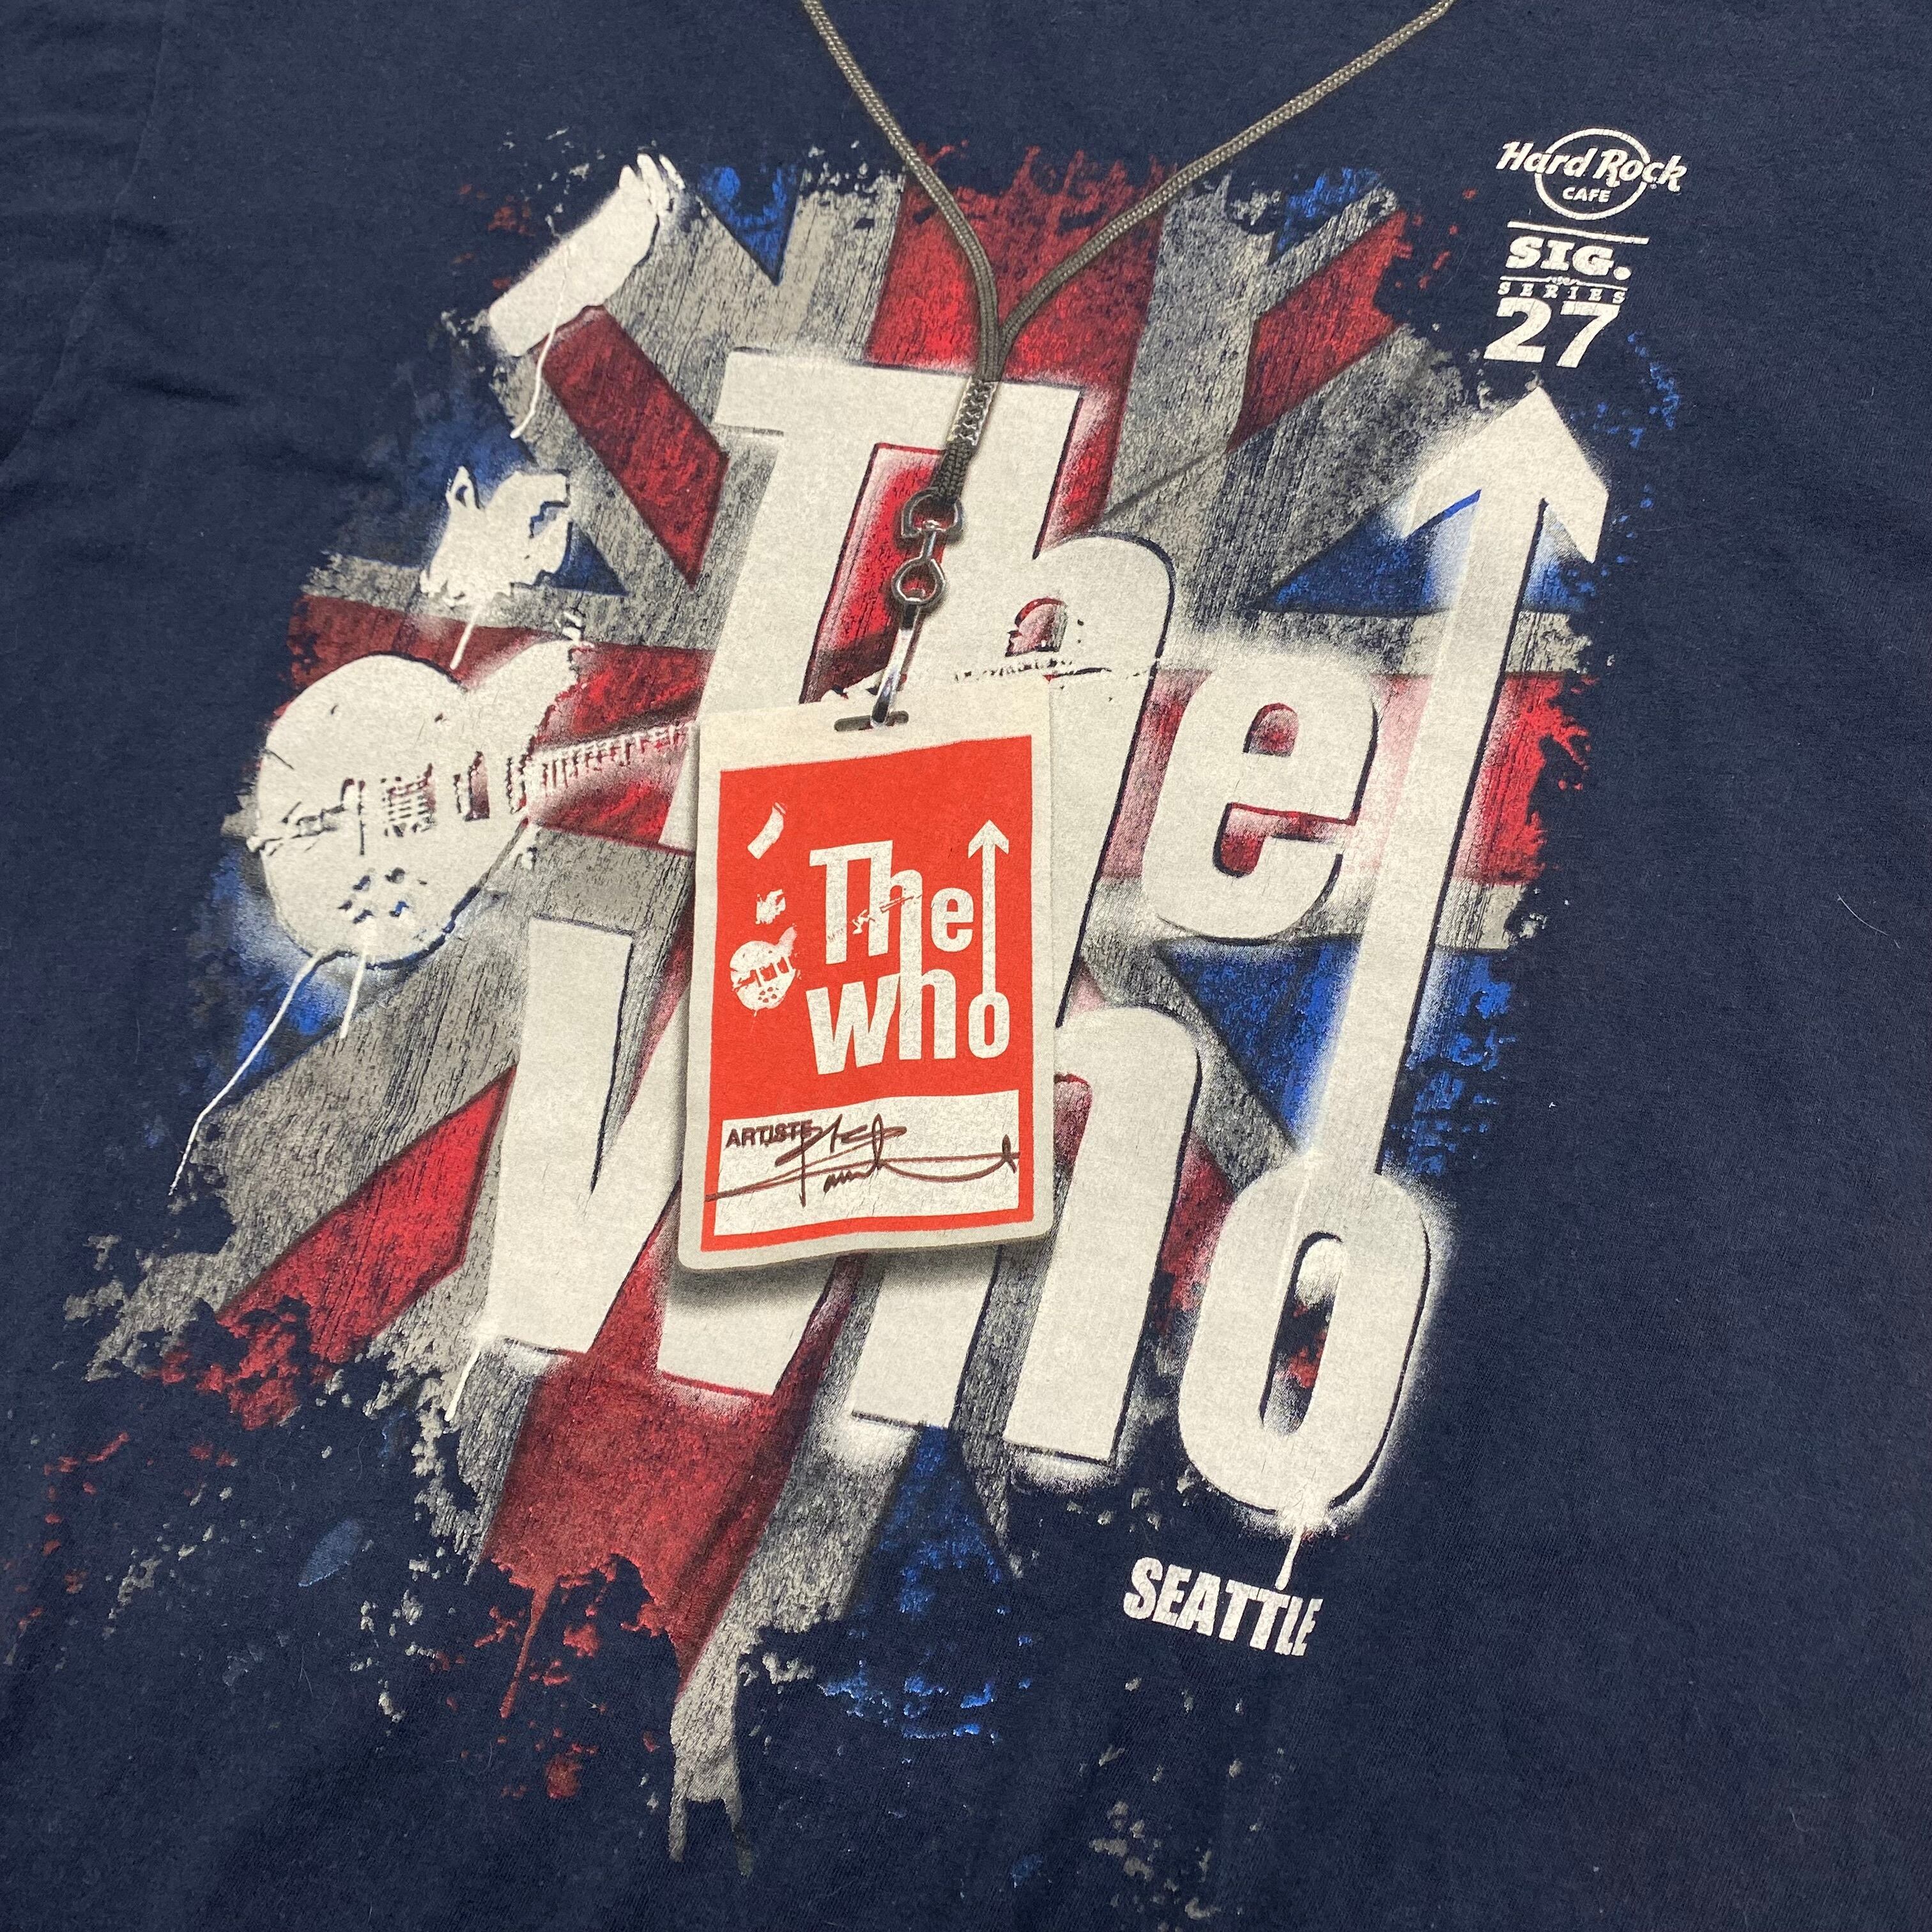 Hard Rock
CAFE
SIG.
SERIES
27
The
Who
The
who
ARTISTE
SEATTLE